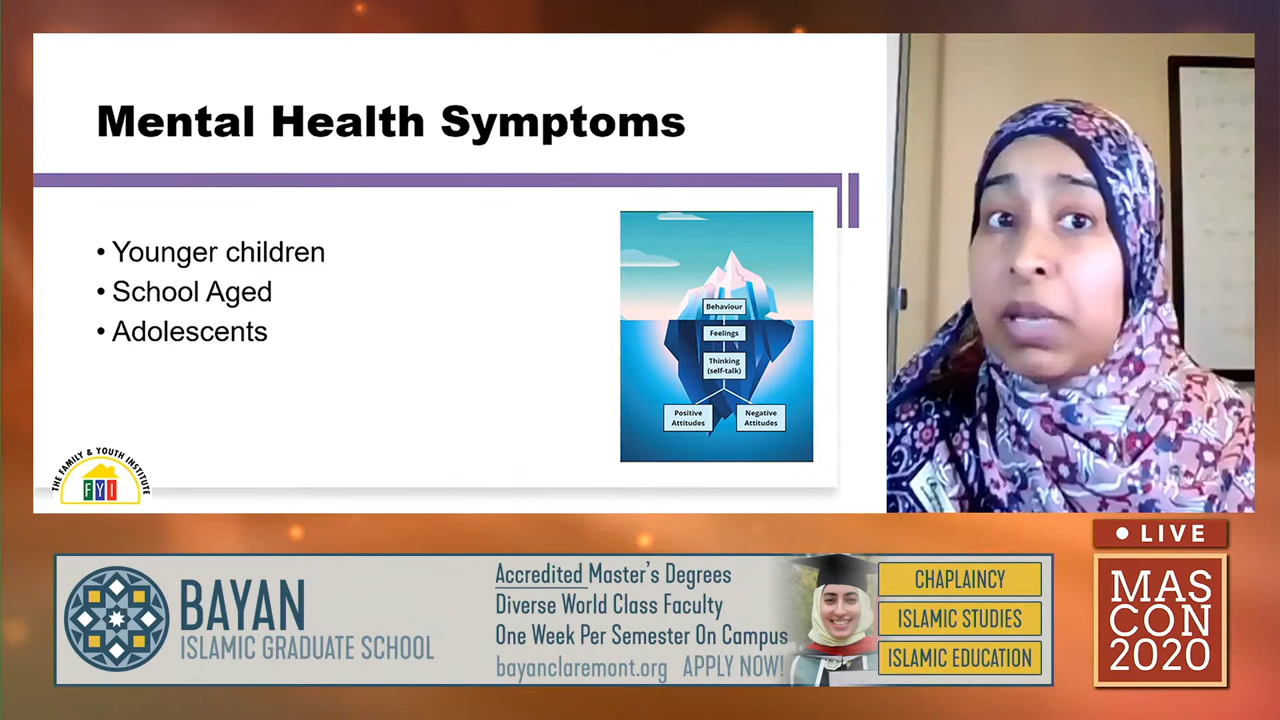 Mental Health Symptoms
• Younger children
• School Aged
• Adolescents
Behaviour
Feelings
Thinking
(self-talk)
Positive
Attitudes
Negative
Attitudes
THE FAMILY & YOUTH INSTITUTE
FYI
BAYAN
ISLAMIC GRADUATE SCHOOL
Accredited Master's Degrees
Diverse World Class Faculty
One Week Per Semester On Campus
bayanclaremont.org APPLY NOW!
CHAPLAINCY
ISLAMIC STUDIES
ISLAMIC EDUCATION
LIVE
MAS
CON
2020